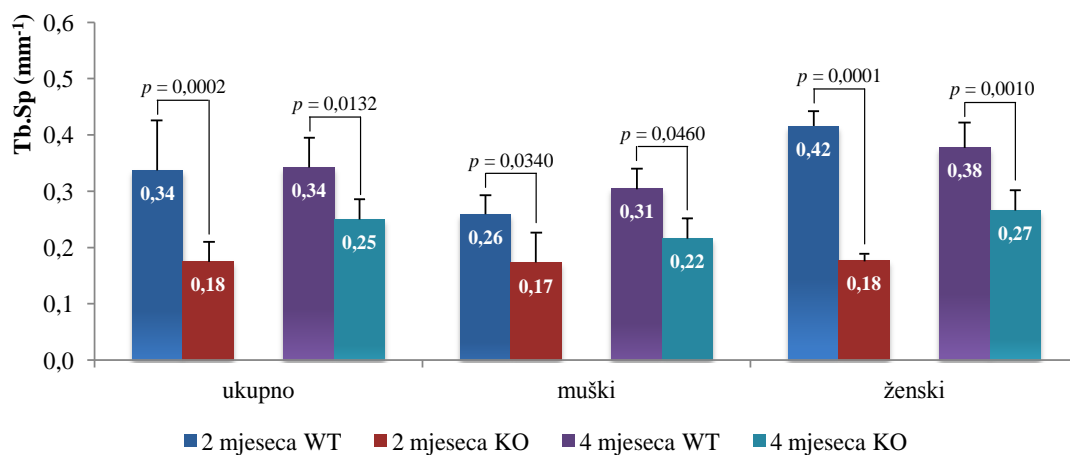 Tb.Sp (mm⁻¹)
0,6
0,5
0,4
0,3
0,2
0,1
0,0
p = 0,0002
p = 0,0132
p = 0,0340
p = 0,0460
p = 0,0001
p = 0,0010
0,34
0,18
0,34
0,25
0,26
0,17
0,31
0,22
0,42
0,18
0,38
0,27
ukupno muški ženski
2 mjeseca WT 2 mjeseca KO 4 mjeseca WT 4 mjeseca KO